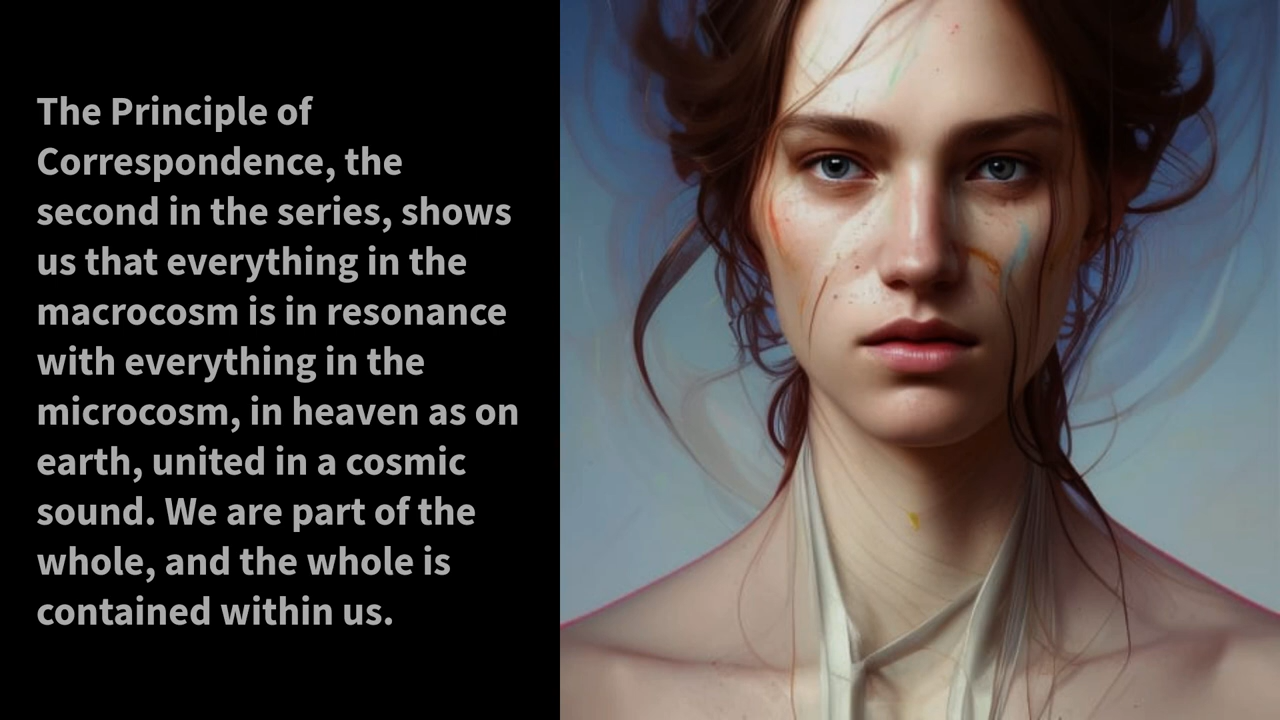 The Principle of
Correspondence, the
second in the series, shows
us that everything in the
macrocosm is in resonance
with everything in the
microcosm, in heaven as on
earth, united in a cosmic
sound. We are part of the
whole, and the whole is
contained within us.